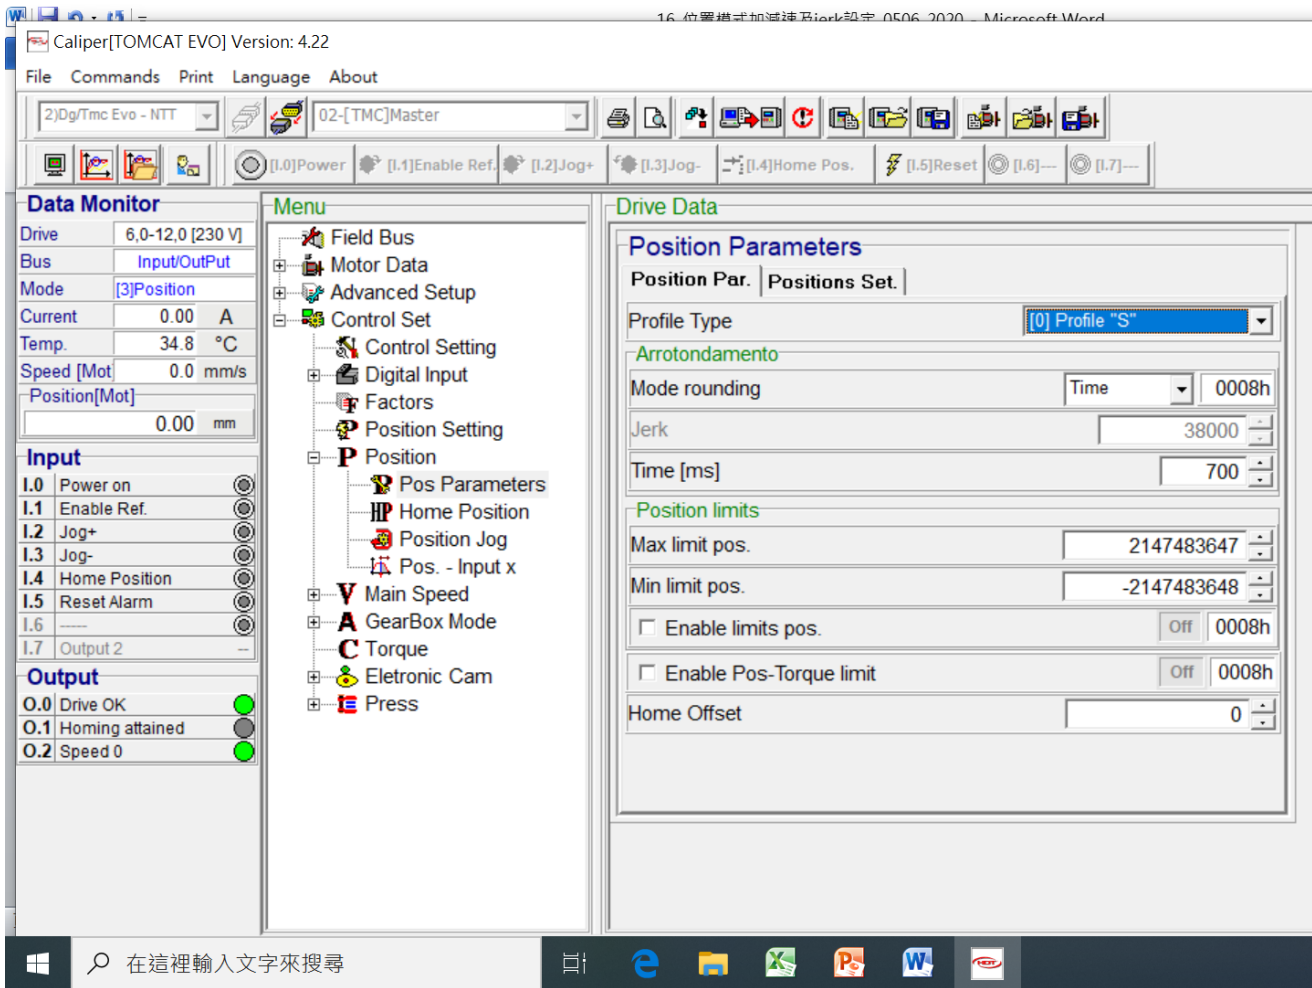 16_位置模式加減速及jerk設定_0506_2020 - Microsoft Word
Caliper[TOMCAT EVO] Version: 4.22
File Commands Print Language About
2)Dg/Tmc Evo - NTT 02-[TMC]Master
[I.0]Power [I.1]Enable Ref. [I.2]Jog+ [I.3]Jog- [I.4]Home Pos. [I.5]Reset [I.6]--- [I.7]---
Data Monitor
Drive 6,0-12,0 [230 V]
Bus Input/OutPut
Mode [3]Position
Current 0.00 A
Temp. 34.8 °C
Speed [Mot] 0.0 mm/s
Position[Mot]
0.00 mm
Input
I.0 Power on
I.1 Enable Ref.
I.2 Jog+
I.3 Jog-
I.4 Home Position
I.5 Reset Alarm
I.6 -----
I.7 Output 2 --
Output
O.0 Drive OK
O.1 Homing attained
O.2 Speed 0
Menu
Field Bus
Motor Data
Advanced Setup
Control Set
Control Setting
Digital Input
Factors
Position Setting
Position
Pos Parameters
Home Position
Position Jog
Pos. - Input x
Main Speed
GearBox Mode
Torque
Eletronic Cam
Press
Drive Data
Position Parameters
Position Par. Positions Set.
Profile Type [0] Profile "S"
Arrotondamento
Mode rounding Time 0008h
Jerk 38000
Time [ms] 700
Position limits
Max limit pos. 2147483647
Min limit pos. -2147483648
Enable limits pos. Off 0008h
Enable Pos-Torque limit Off 0008h
Home Offset 0
在這裡輸入文字來搜尋